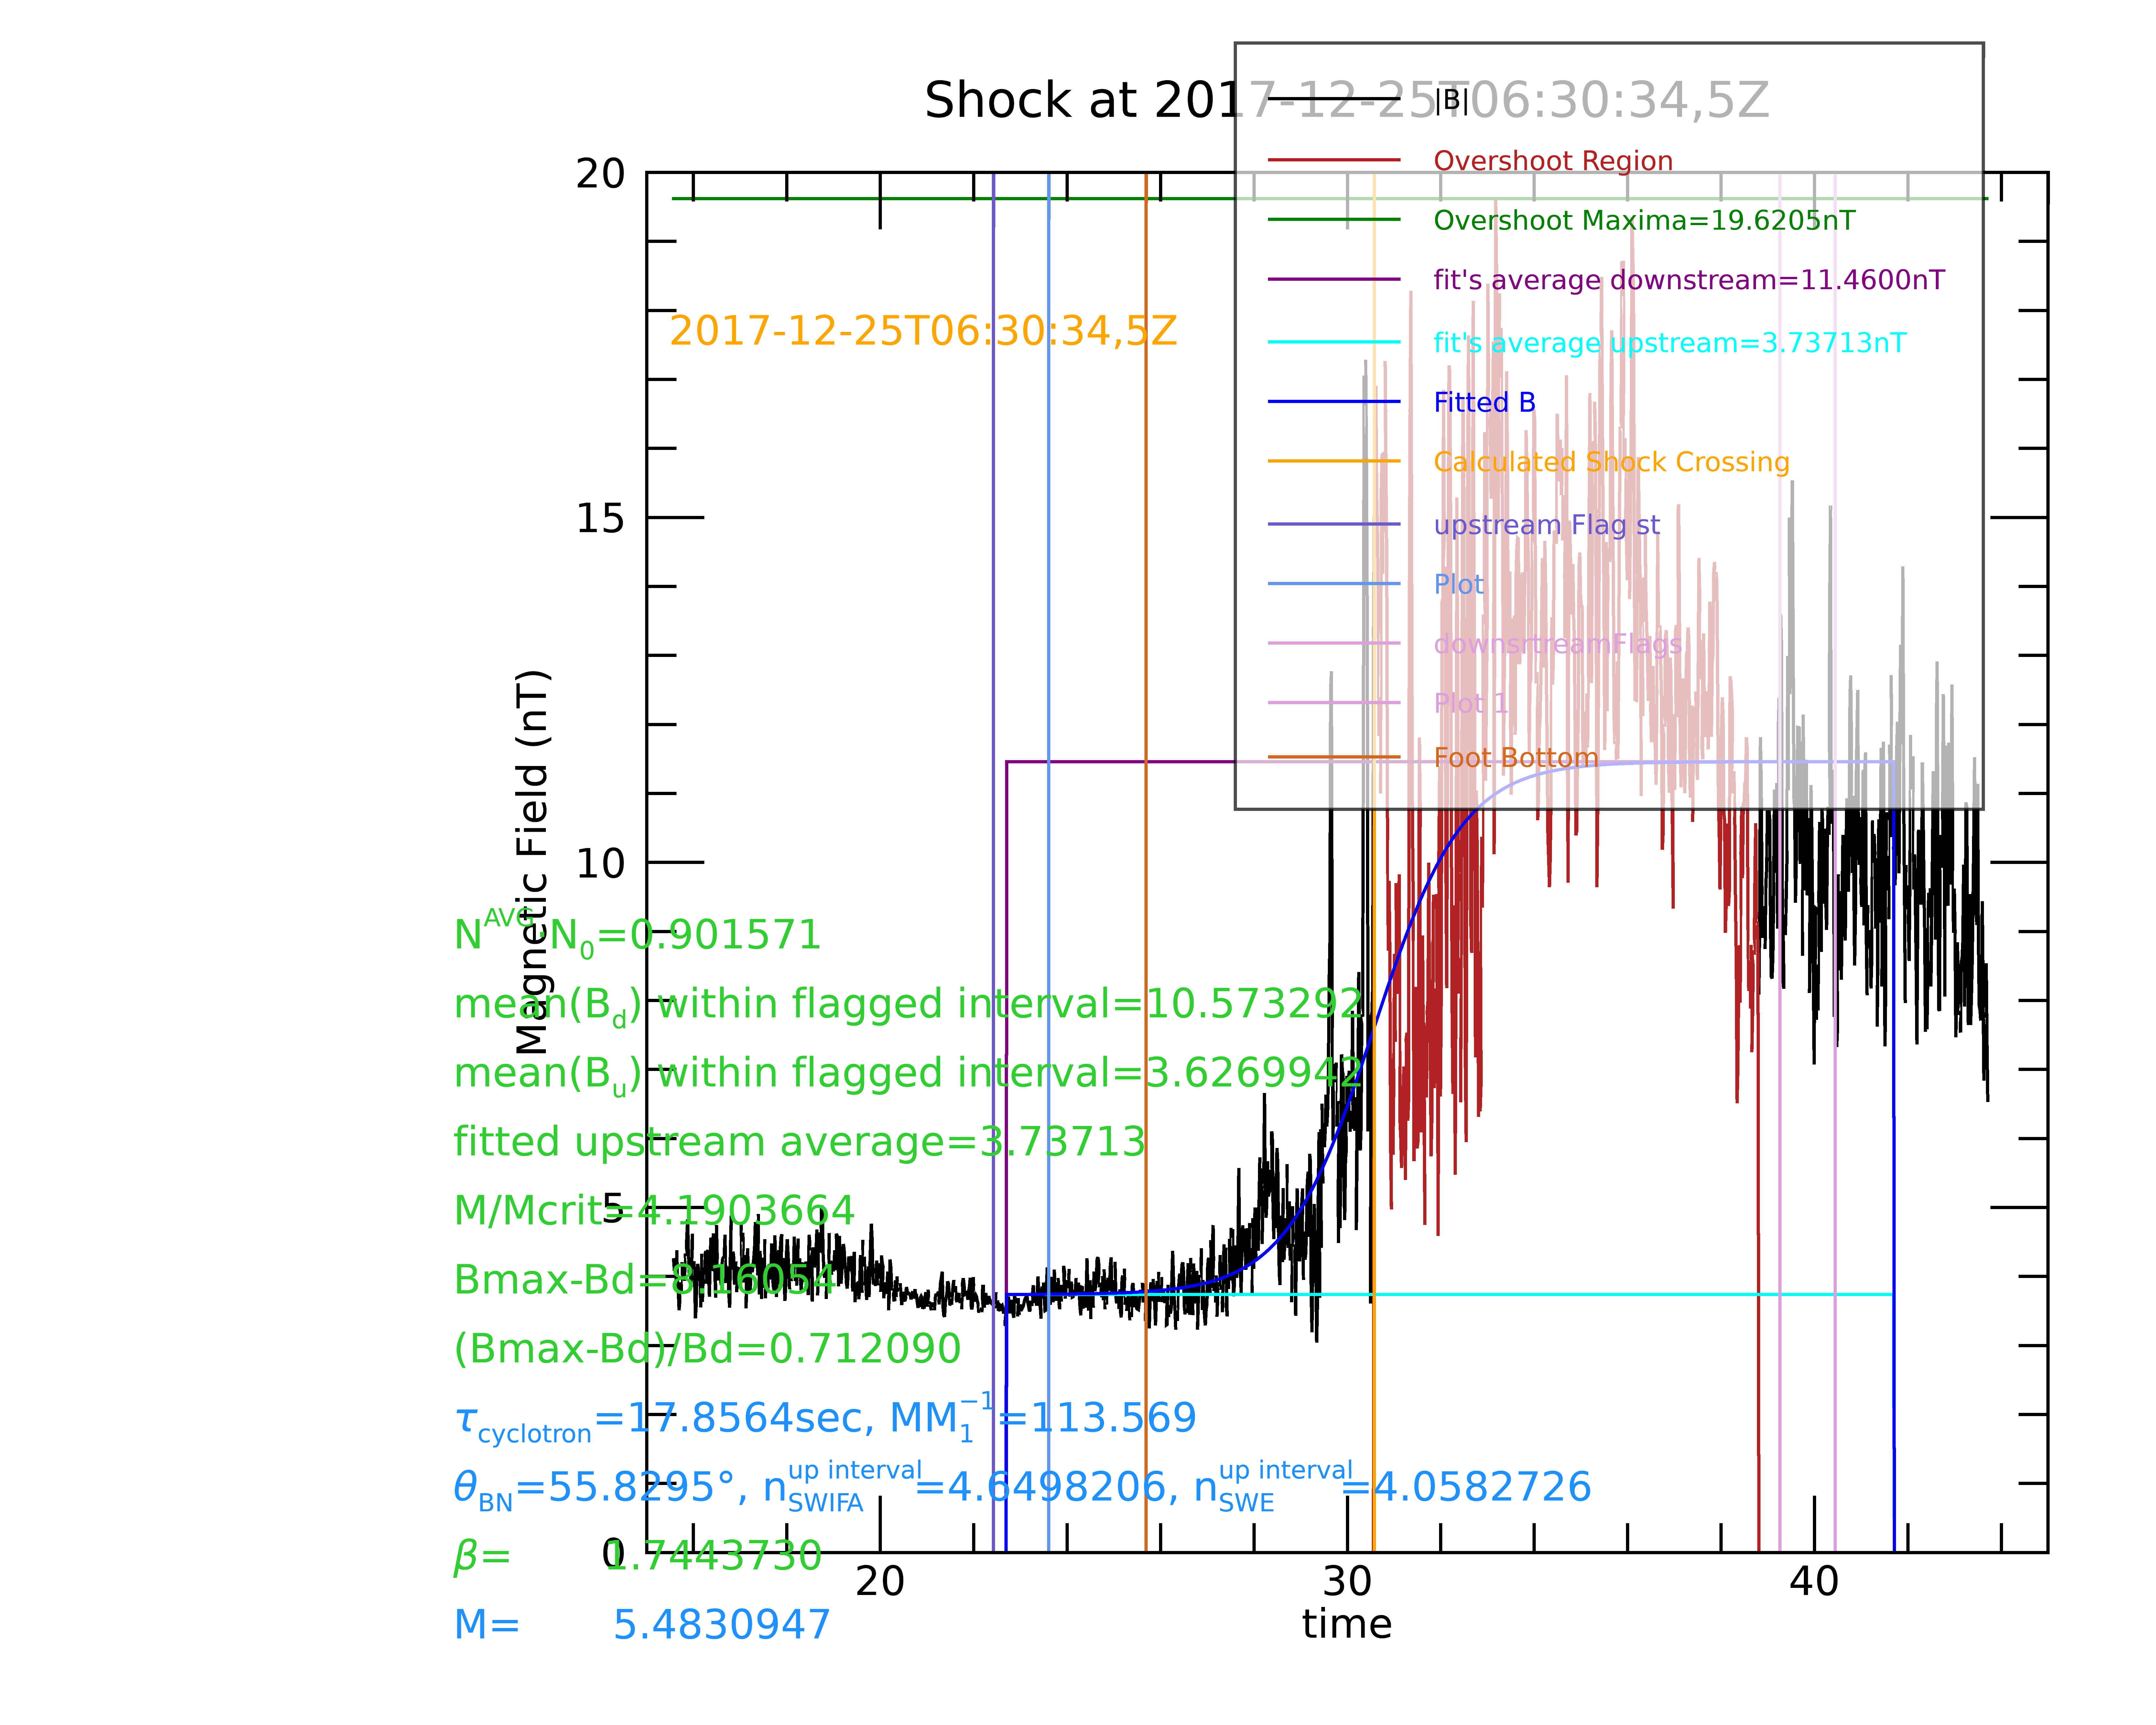 Shock at 2017-12-25T06:30:34,5Z
|B|
Overshoot Region
Overshoot Maxima=19.6205nT
fit's average downstream=11.4600nT
fit's average upstream=3.73713nT
Fitted B
Calculated Shock Crossing
upstream Flag st
Plot
downsrtreamFlags
Plot 1
Foot Bottom
2017-12-25T06:30:34,5Z
20
15
10
5
0
Magnetic Field (nT)
N^AVG·N_0=0.901571
mean(B_d) within flagged interval=10.573292
mean(B_u) within flagged interval=3.6269942
fitted upstream average=3.73713
M/Mcrit=4.1903664
Bmax-Bd=8.16054
(Bmax-Bd)/Bd=0.712090
τ_cyclotron=17.8564sec, MM_1^−1=113.569
θ_BN=55.8295°, n_SWIFA^up interval=4.6498206, n_SWE^up interval=4.0582726
β= 1.7443730
M= 5.4830947
20 30 40
time